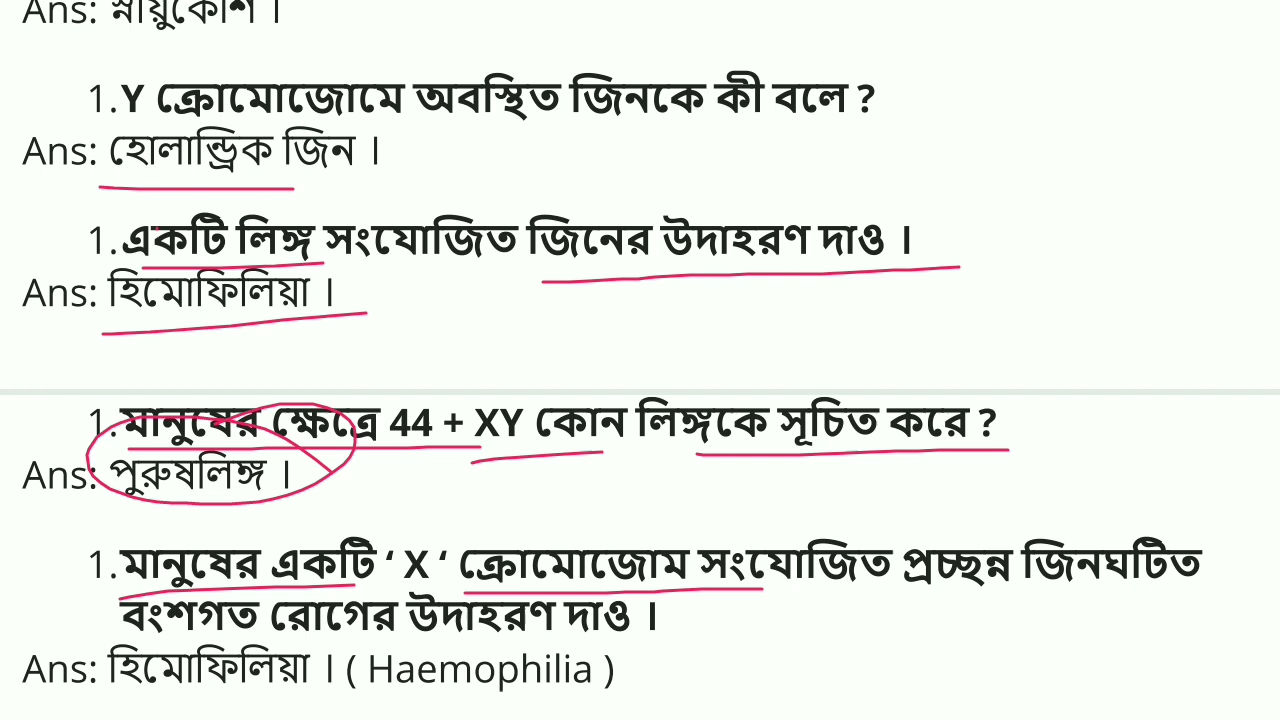 Ans: স্নায়ুকোশ ।
1. Y ক্রোমোজোমে অবস্থিত জিনকে কী বলে ?
Ans: হোলান্ড্রিক জিন ।
1. একটি লিঙ্গ সংযোজিত জিনের উদাহরণ দাও ।
Ans: হিমোফিলিয়া ।
1. মানুষের ক্ষেত্রে 44 + XY কোন লিঙ্গকে সূচিত করে ?
Ans: পুরুষলিঙ্গ ।
1. মানুষের একটি ‘ X ‘ ক্রোমোজোম সংযোজিত প্রচ্ছন্ন জিনঘটিত
বংশগত রোগের উদাহরণ দাও ।
Ans: হিমোফিলিয়া । ( Haemophilia )